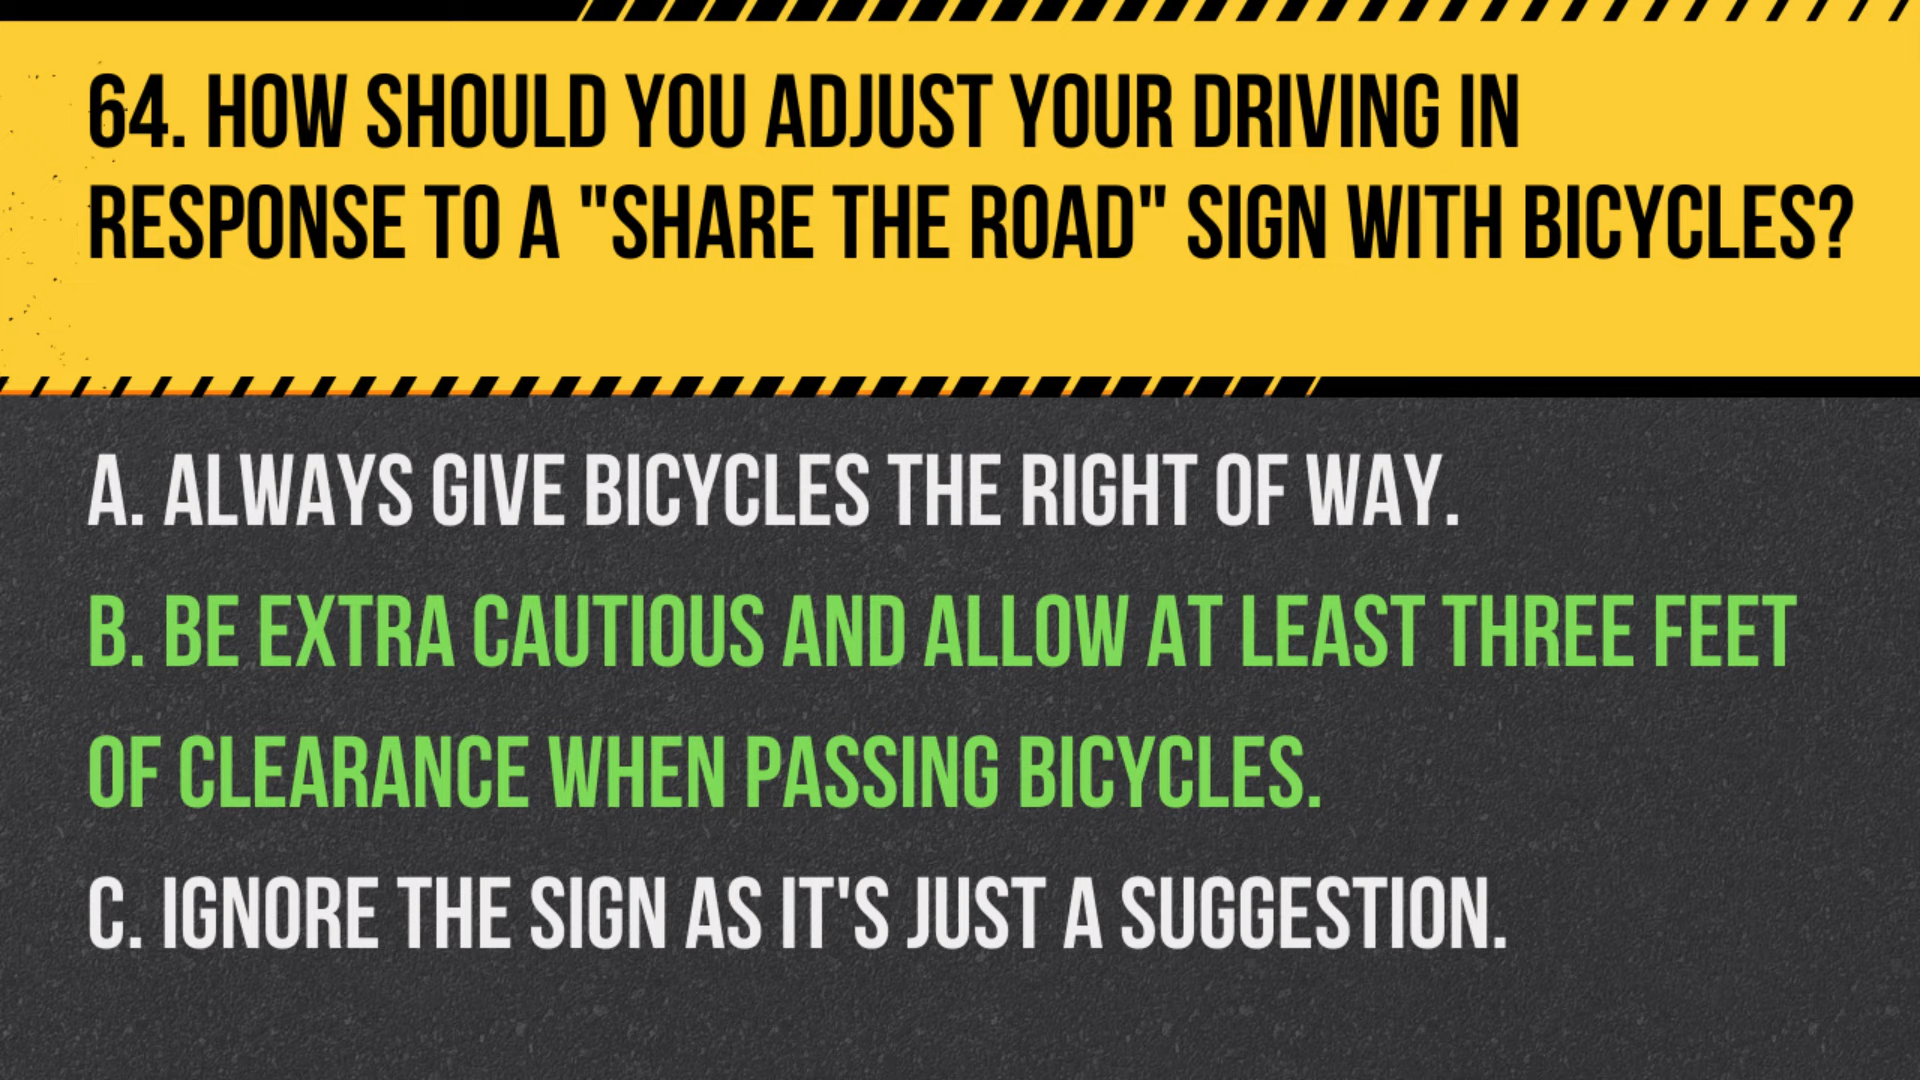 64. HOW SHOULD YOU ADJUST YOUR DRIVING IN
RESPONSE TO A "SHARE THE ROAD" SIGN WITH BICYCLES?
A. ALWAYS GIVE BICYCLES THE RIGHT OF WAY.
B. BE EXTRA CAUTIOUS AND ALLOW AT LEAST THREE FEET
OF CLEARANCE WHEN PASSING BICYCLES.
C. IGNORE THE SIGN AS IT'S JUST A SUGGESTION.